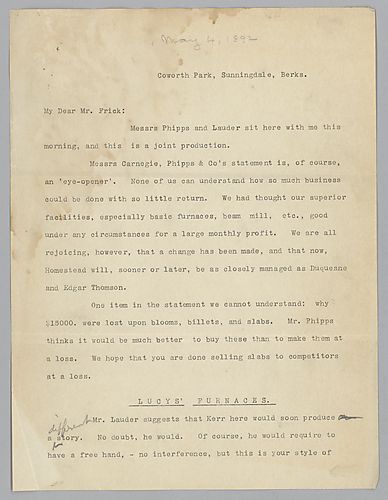 May 4, 1892
Coworth Park, Sunningdale, Berks.
My Dear Mr. Frick:
Messrs Phipps and Lauder sit here with me this
morning, and this is a joint production.
Messrs Carnegie, Phipps & Co's statement is, of course,
an 'eye-opener'. None of us can understand how so much business
could be done with so little return. We had thought our superior
facilities, especially basic furnaces, beam mill, etc., good
under any circumstances for a large monthly profit. We are all
rejoicing, however, that a change has been made, and that now,
Homestead will, sooner or later, be as closely managed as Duquesne
and Edgar Thomson.
One item in the statement we cannot understand: why
$15000. were lost upon blooms, billets, and slabs. Mr. Phipps
thinks it would be much better to buy these than to make them at
a loss. We hope that you are done selling slabs to competitors
at a loss.
LUCYS' FURNACES.
Mr. Lauder suggests that Kerr here would soon produce a
different
story. No doubt, he would. Of course, he would require to
have a free hand, - no interference, but this is your style of